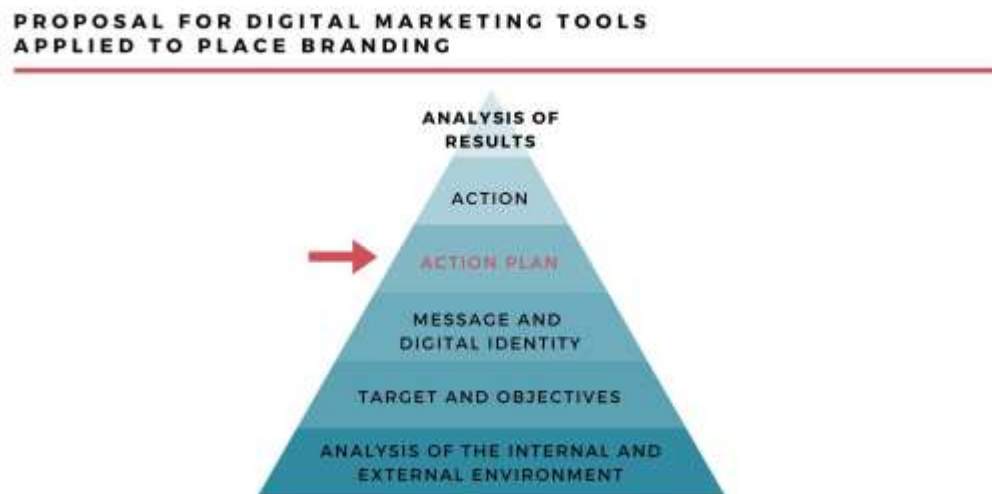 PROPOSAL FOR DIGITAL MARKETING TOOLS
APPLIED TO PLACE BRANDING
ANALYSIS OF
RESULTS
ACTION
ACTION PLAN
MESSAGE AND
DIGITAL IDENTITY
TARGET AND OBJECTIVES
ANALYSIS OF THE INTERNAL AND
EXTERNAL ENVIRONMENT